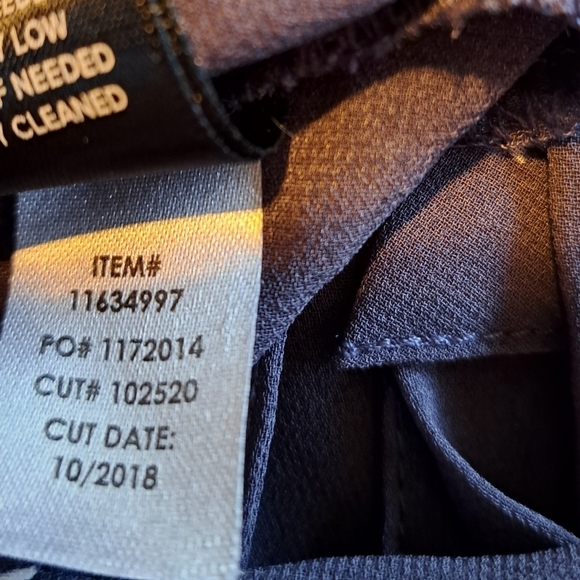 LOW
NEEDED
CLEANED
ITEM#
11634997
PO# 1172014
CUT# 102520
CUT DATE:
10/2018